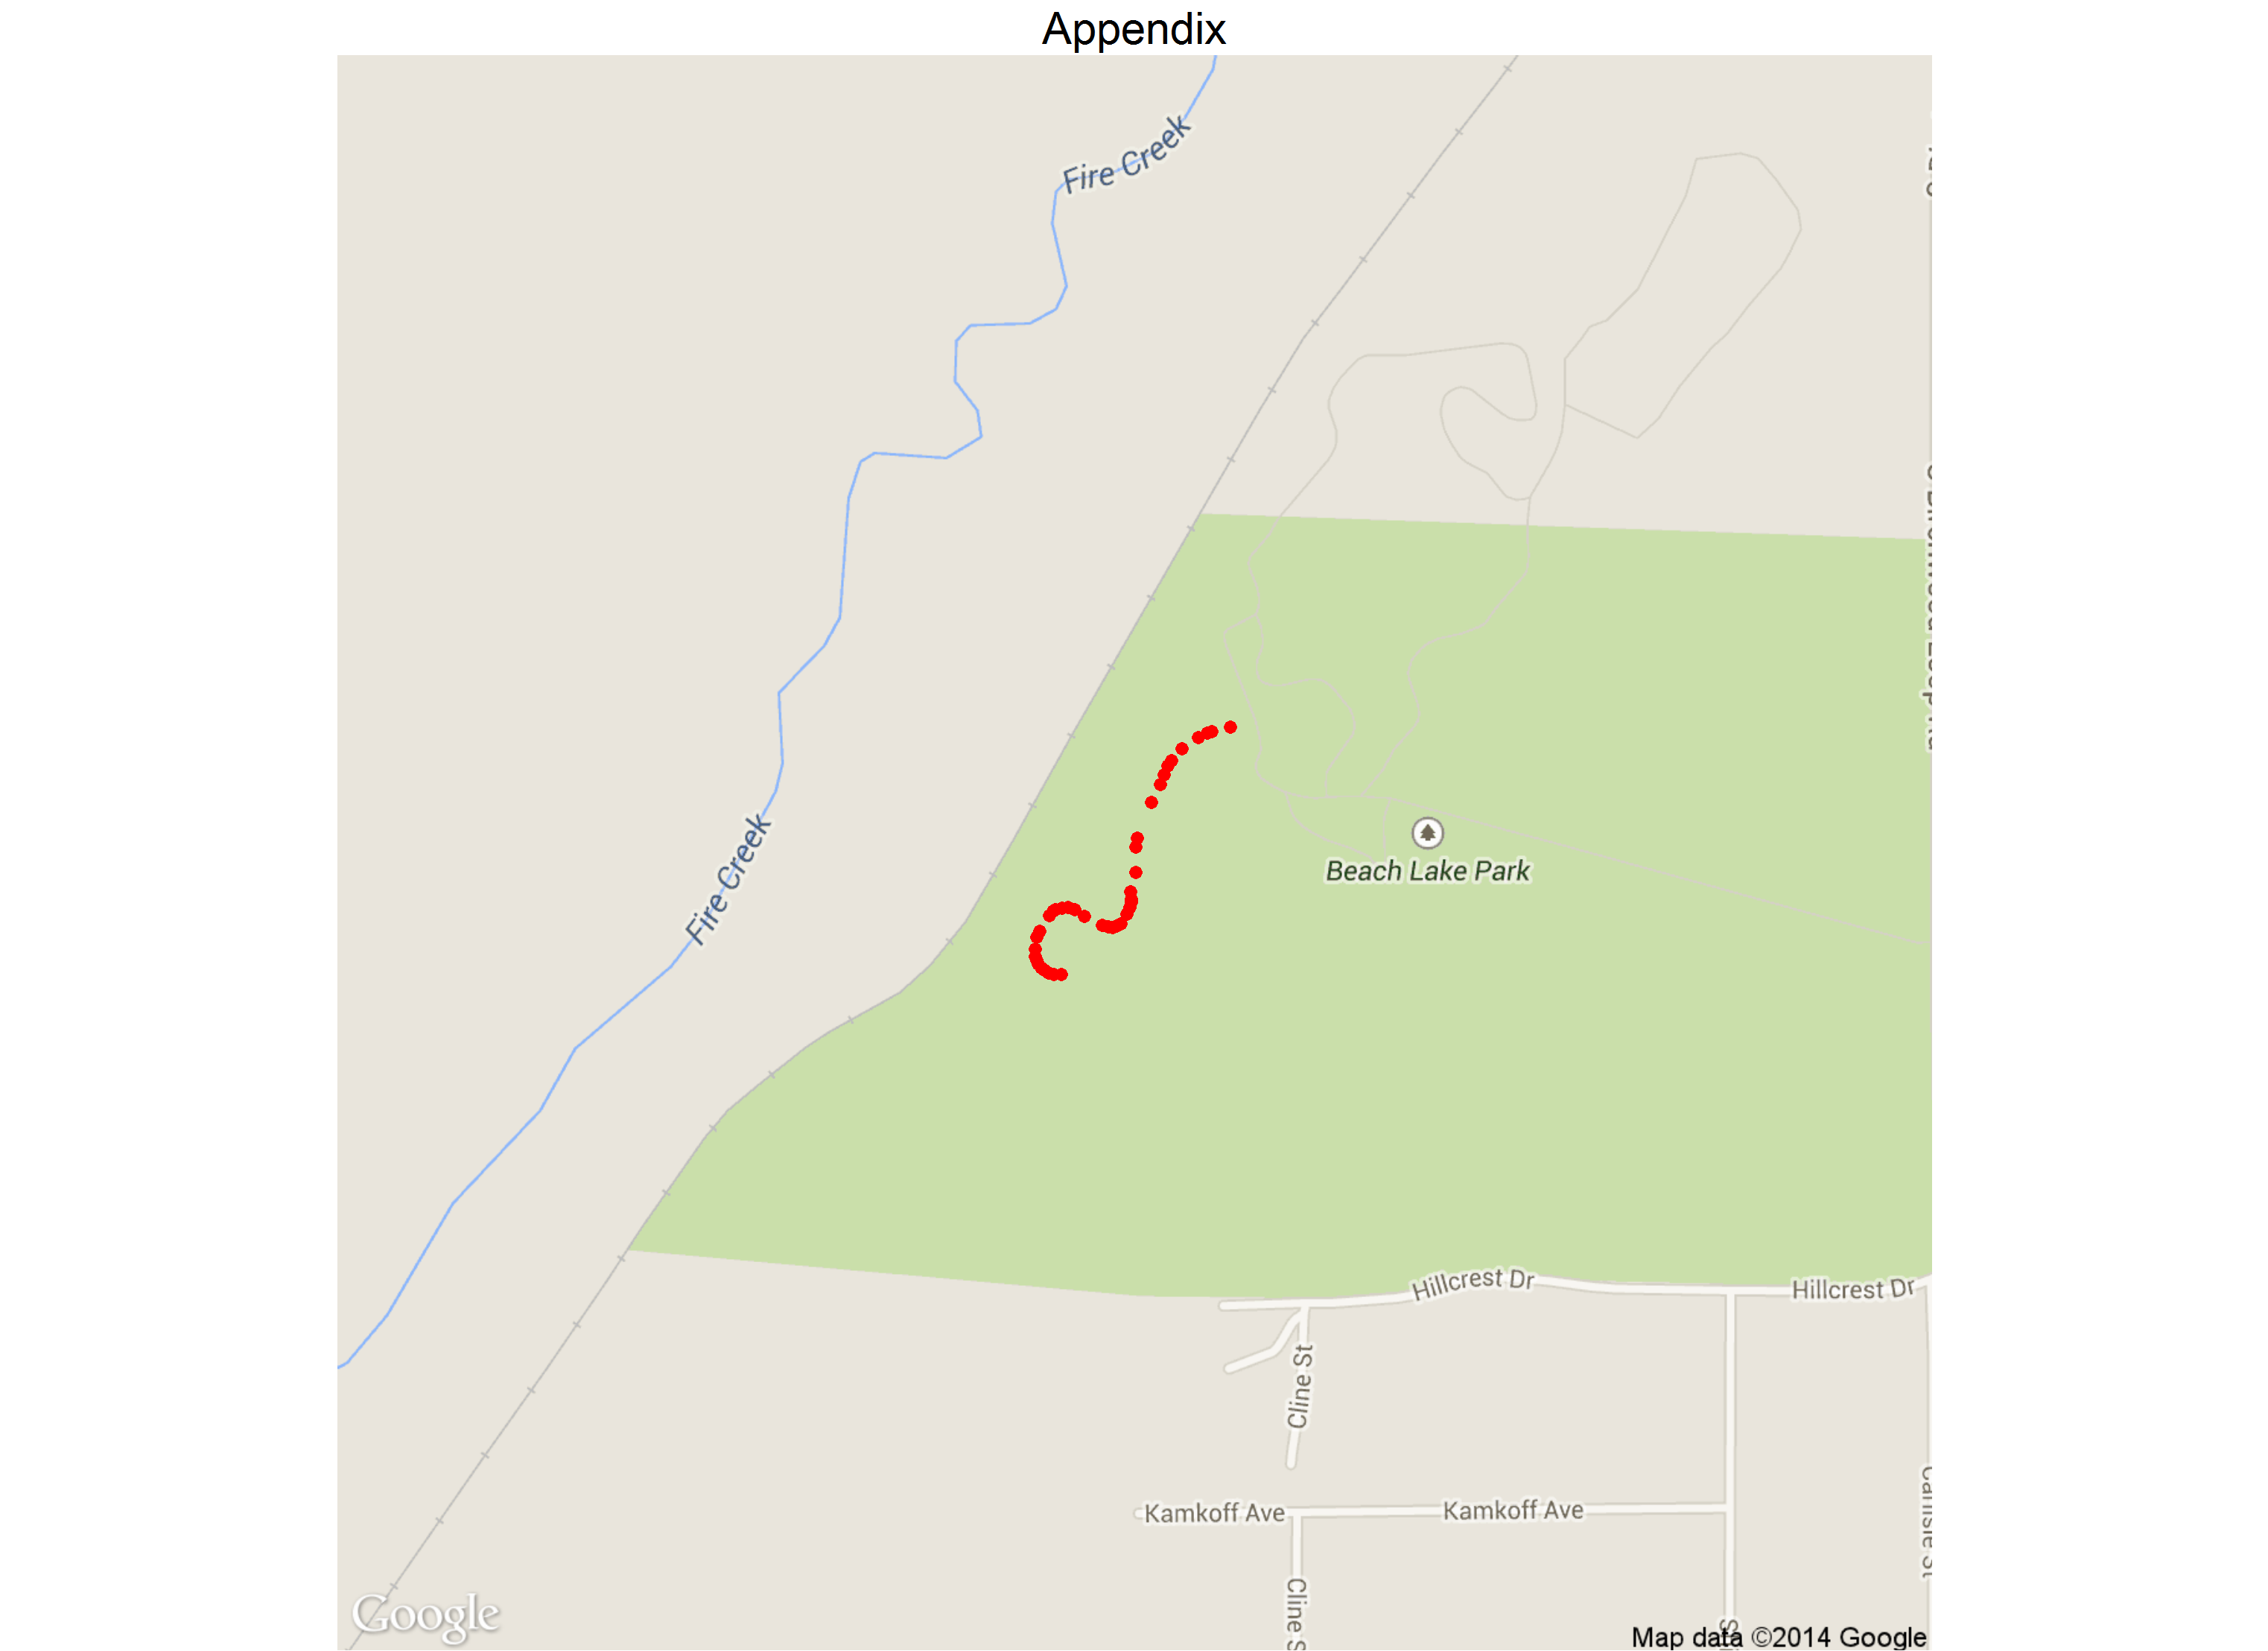 Appendix
Fire Creek
Fire Creek
Beach Lake Park
Hillcrest Dr
Hillcrest Dr
Cline St
Kamkoff Ave
Kamkoff Ave
Cline S
Google
Map data ©2014 Google